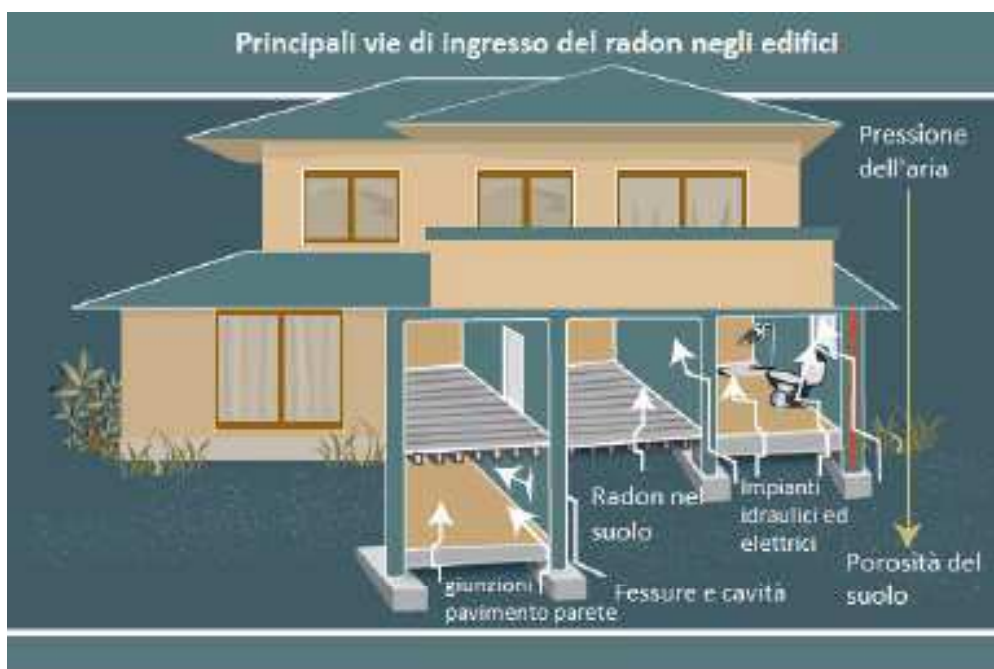 Principali vie di ingresso del radon negli edifici
Pressione
dell'aria
Radon nel
suolo
Impianti
idraulici ed
elettrici
Porosità del
suolo
giunzioni
pavimento parete
Fessure e cavità